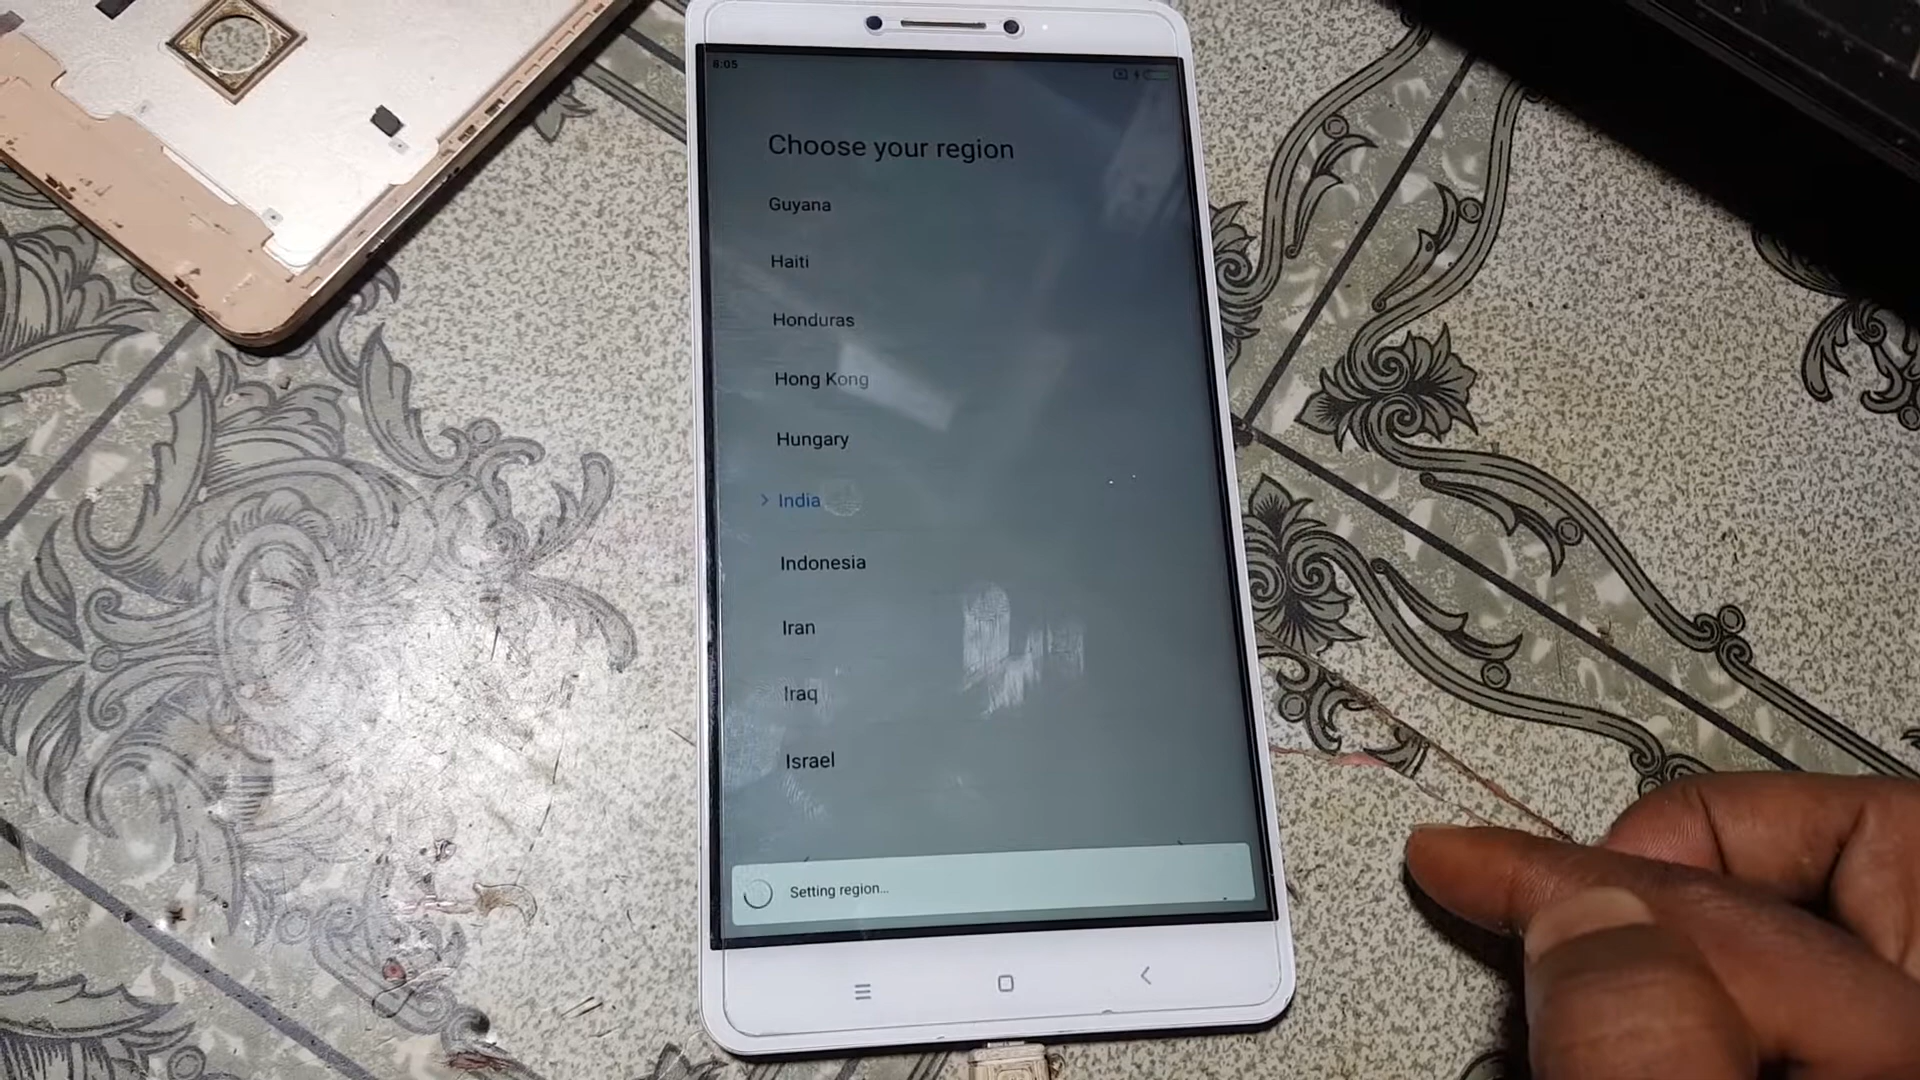 8:05
Choose your region
Guyana
Haiti
Honduras
Hong Kong
Hungary
India
Indonesia
Iran
Iraq
Israel
Setting region...